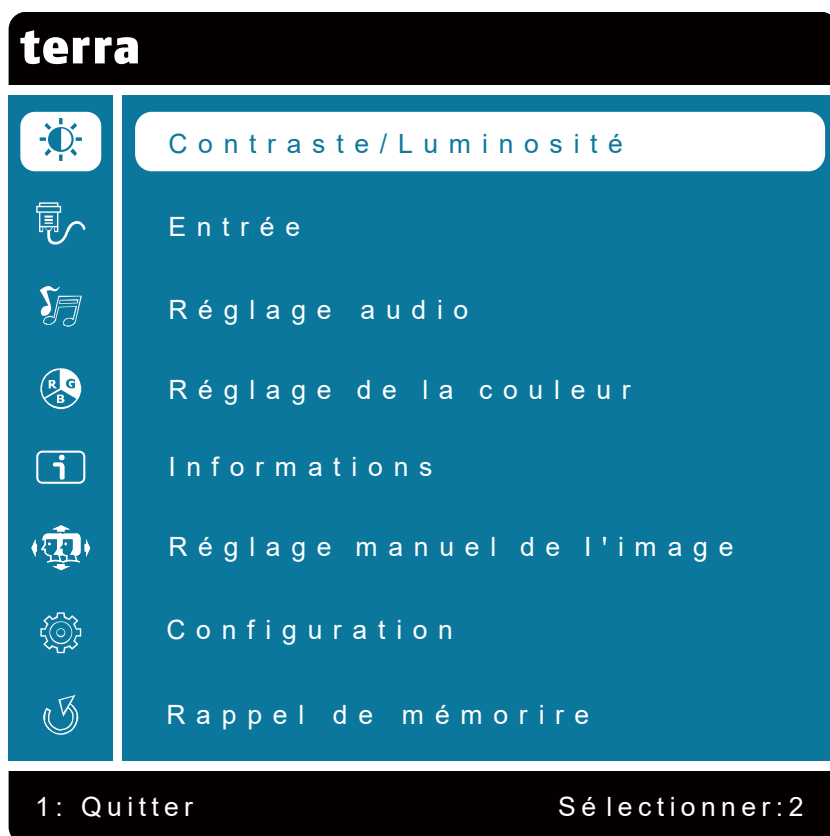 terra
Contraste/Luminosité
Entrée
Réglage audio
R G
B
Réglage de la couleur
i
Informations
Réglage manuel de l'image
Configuration
Rappel de mémorire
1: Quitter Sélectionner:2